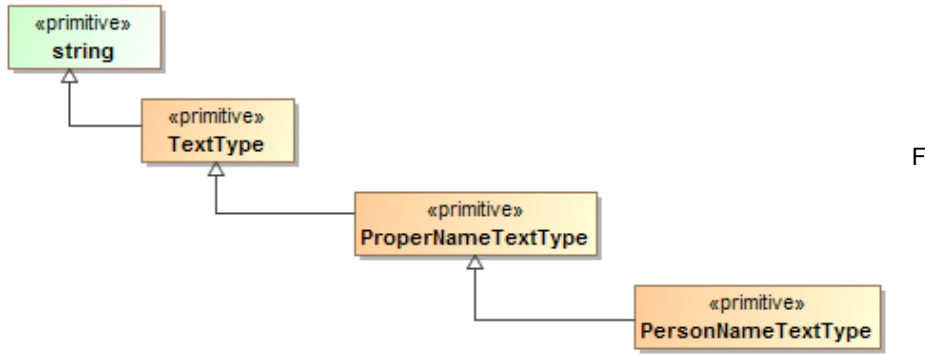 «primitive»
string
«primitive»
TextType
F
«primitive»
ProperNameTextType
«primitive»
PersonNameTextType